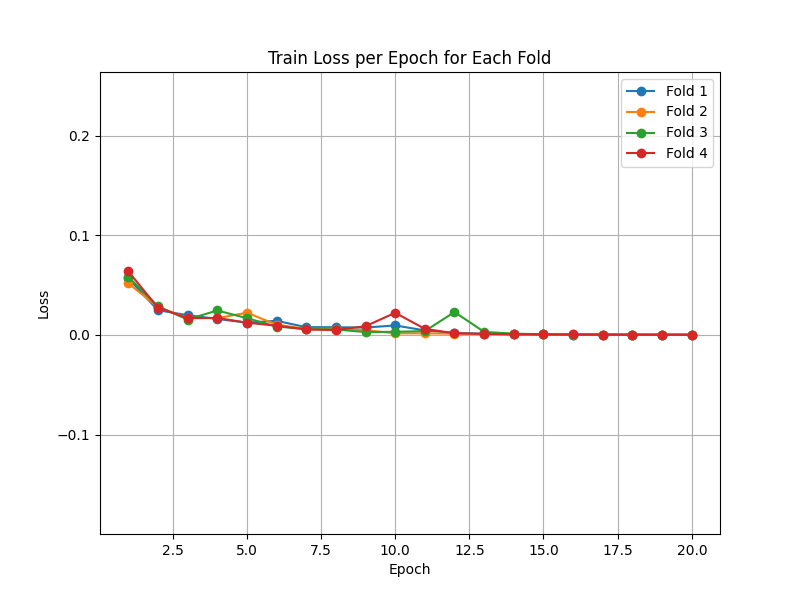 Train Loss per Epoch for Each Fold
Fold 1
Fold 2
Fold 3
Fold 4
Loss
0.2
0.1
0.0
−0.1
2.5 5.0 7.5 10.0 12.5 15.0 17.5 20.0
Epoch